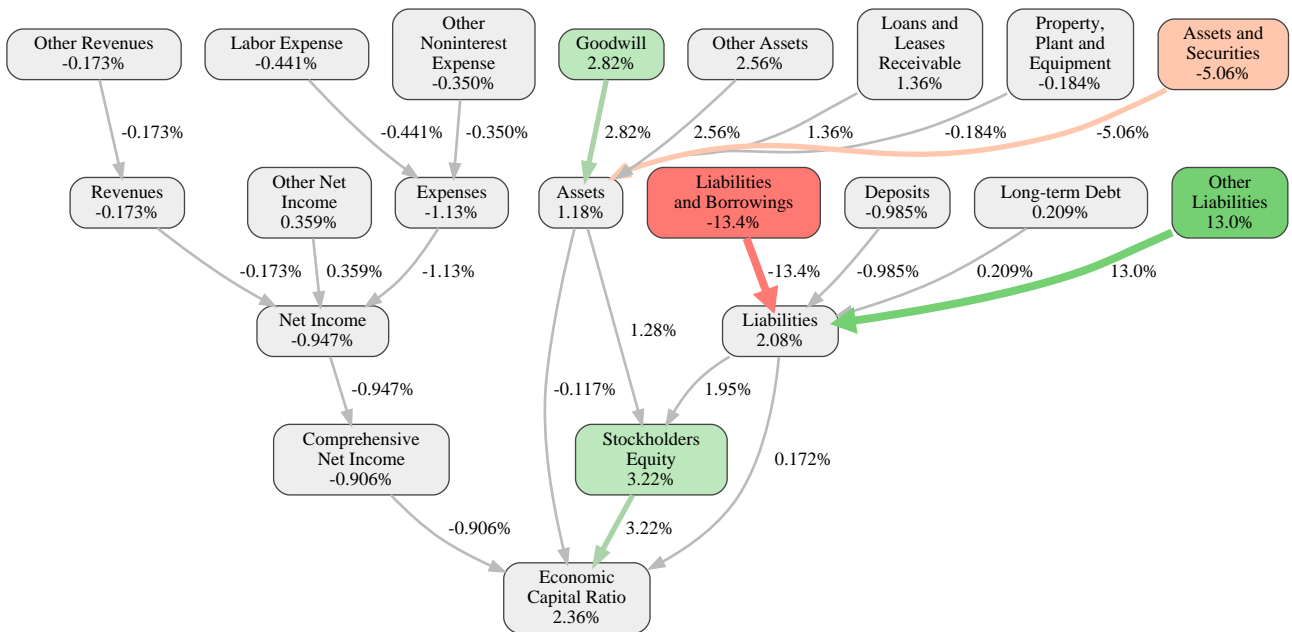 Other Revenues
-0.173%
Labor Expense
-0.441%
Other
Noninterest
Expense
-0.350%
Goodwill
2.82%
Other Assets
2.56%
Loans and
Leases
Receivable
1.36%
Property,
Plant and
Equipment
-0.184%
Assets and
Securities
-5.06%
-0.173%
-0.441%
-0.350%
2.82%
2.56%
1.36%
-0.184%
-5.06%
Revenues
-0.173%
Other Net
Income
0.359%
Expenses
-1.13%
Assets
1.18%
Liabilities
and Borrowings
-13.4%
Deposits
-0.985%
Long-term Debt
0.209%
Other
Liabilities
13.0%
-0.173%
0.359%
-1.13%
-13.4%
-0.985%
0.209%
13.0%
Net Income
-0.947%
1.28%
Liabilities
2.08%
-0.947%
-0.117%
1.95%
Comprehensive
Net Income
-0.906%
Stockholders
Equity
3.22%
0.172%
-0.906%
3.22%
Economic
Capital Ratio
2.36%